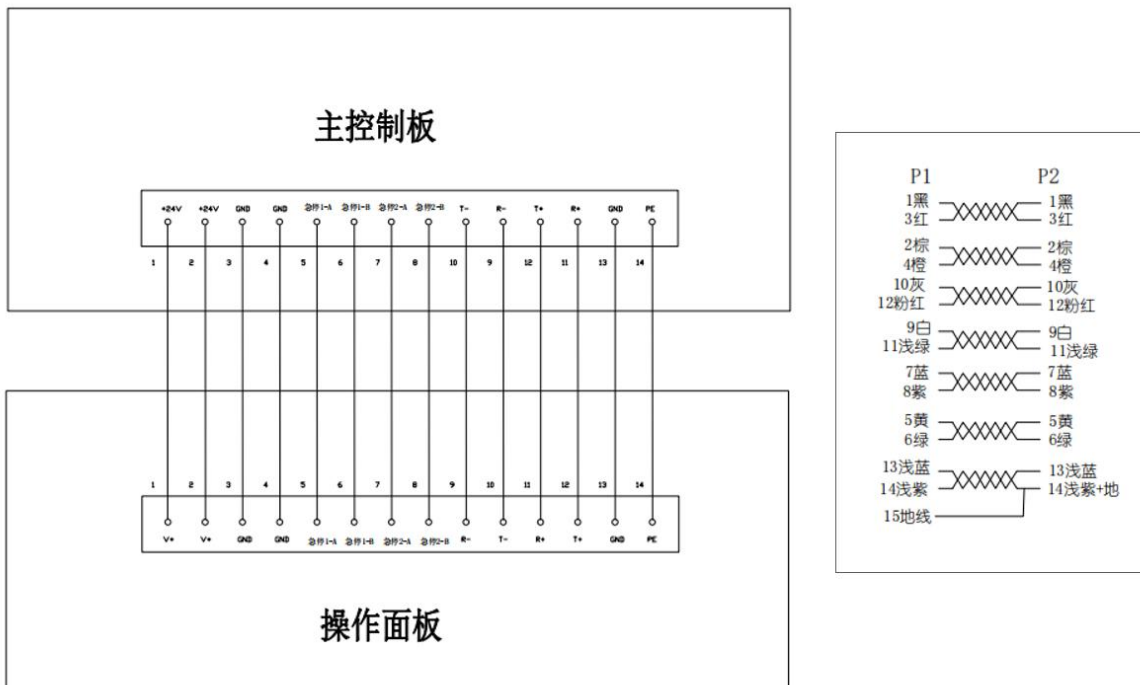 主控制板
+24V +24V GND GND 急停1-A 急停1-B 急停2-A 急停2-B T- R- T+ R+ GND PE
1 2 3 4 5 6 7 8 10 9 12 11 13 14
1 2 3 4 5 6 7 8 9 10 11 12 13 14
V+ V+ GND GND 急停1-A 急停1-B 急停2-A 急停2-B R- T- R+ T+ GND PE
操作面板
P1 P2
1黑 1黑
3红 3红
2棕 2棕
4橙 4橙
10灰 10灰
12粉红 12粉红
9白 9白
11浅绿 11浅绿
7蓝 7蓝
8紫 8紫
5黄 5黄
6绿 6绿
13浅蓝 13浅蓝
14浅紫 14浅紫+地
15地线